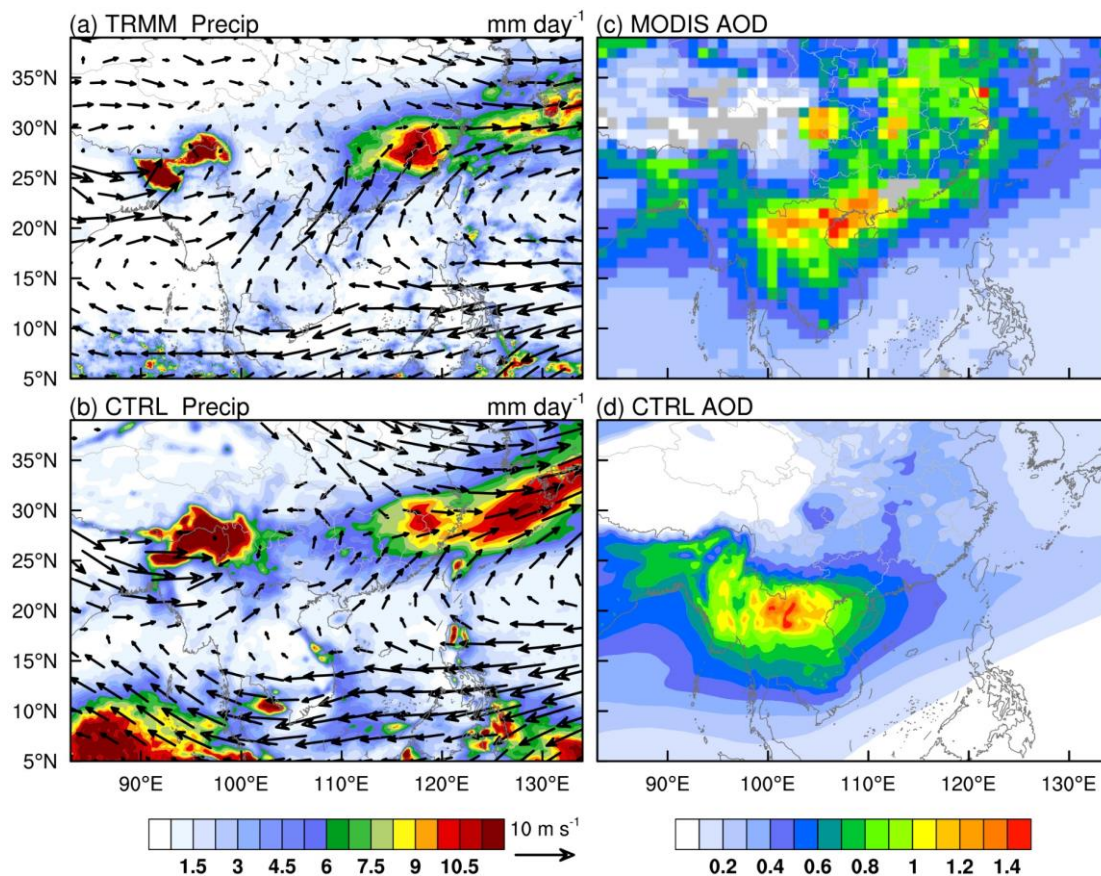 (a) TRMM Precip mm day⁻¹
35°N
30°N
25°N
20°N
15°N
10°N
5°N
(c) MODIS AOD
(b) CTRL Precip mm day⁻¹
35°N
30°N
25°N
20°N
15°N
10°N
5°N
90°E 100°E 110°E 120°E 130°E
(d) CTRL AOD
90°E 100°E 110°E 120°E 130°E
1.5 3 4.5 6 7.5 9 10.5
10 m s⁻¹
0.2 0.4 0.6 0.8 1 1.2 1.4